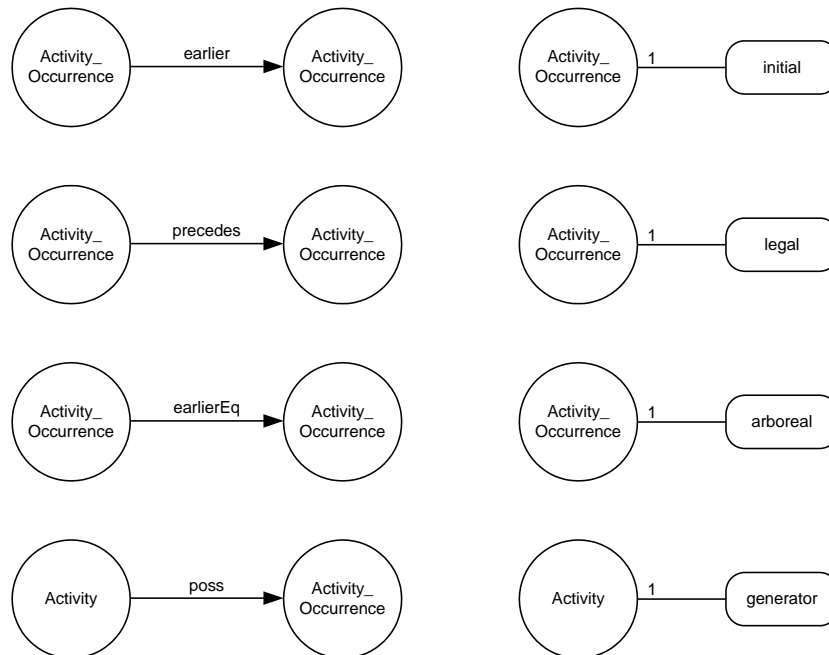 earlier
Activity_
Occurrence
Activity_
Occurrence
Activity_
Occurrence
1
initial
precedes
Activity_
Occurrence
Activity_
Occurrence
Activity_
Occurrence
1
legal
earlierEq
Activity_
Occurrence
Activity_
Occurrence
Activity_
Occurrence
1
arboreal
poss
Activity
Activity_
Occurrence
Activity
1
generator